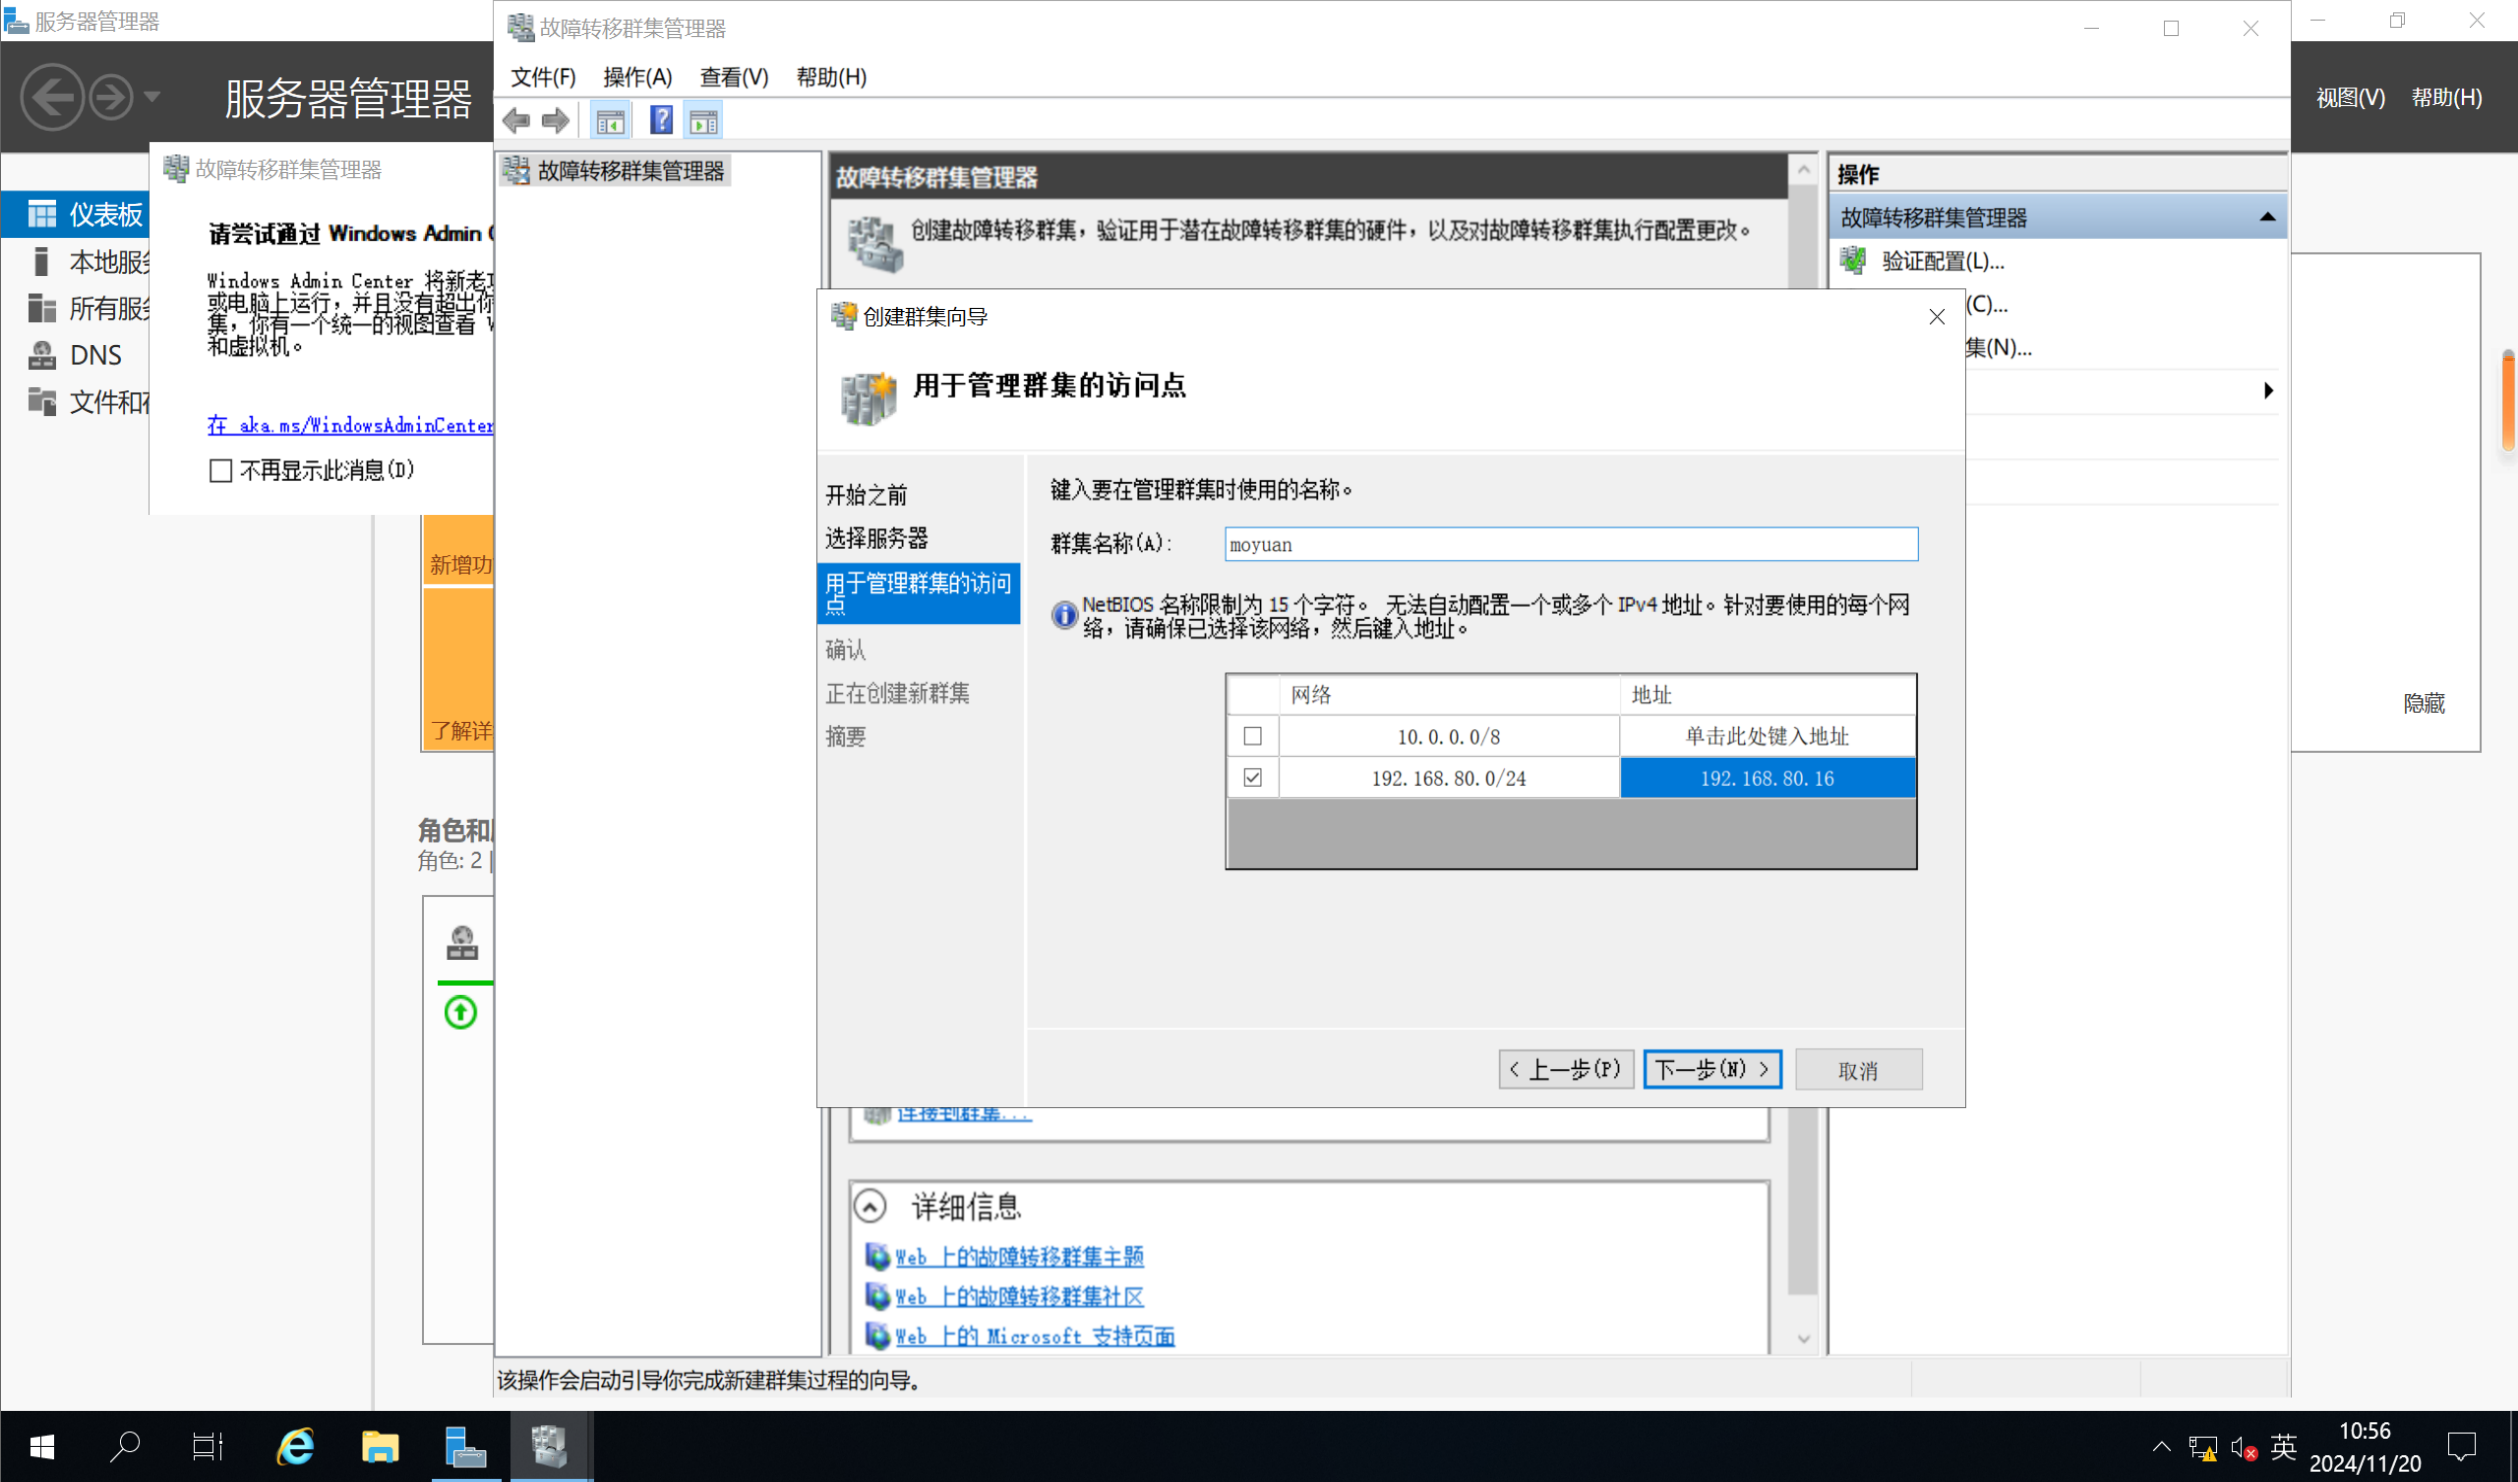 服务器管理器
故障转移群集管理器
文件(F) 操作(A) 查看(V) 帮助(H)
服务器管理器
视图(V) 帮助(H)
故障转移群集管理器
请尝试通过 Windows Admin
Windows Admin Center 将新老
或电脑上运行，并且没有超出你
集，你有一个统一的视图查看
和虚拟机。
在 aka.ms/WindowsAdminCenter
不再显示此消息(D)
仪表板
本地服务
所有服务
DNS
文件和存
新增功
了解详
角色和
角色: 2 |
故障转移群集管理器
故障转移群集管理器
创建故障转移群集，验证用于潜在故障转移群集的硬件，以及对故障转移群集执行配置更改。
操作
故障转移群集管理器
验证配置(L)...
(C)...
集(N)...
隐藏
创建群集向导
用于管理群集的访问点
开始之前
选择服务器
用于管理群集的访问
点
确认
正在创建新群集
摘要
键入要在管理群集时使用的名称。
群集名称(A): moyuan
NetBIOS 名称限制为 15 个字符。 无法自动配置一个或多个 IPv4 地址。针对要使用的每个网
络，请确保已选择该网络，然后键入地址。
网络 地址
10.0.0.0/8 单击此处键入地址
192.168.80.0/24 192.168.80.16
< 上一步(P) 下一步(N) > 取消
连接到群集...
详细信息
Web 上的故障转移群集主题
Web 上的故障转移群集社区
Web 上的 Microsoft 支持页面
该操作会启动引导你完成新建群集过程的向导。
英
10:56
2024/11/20